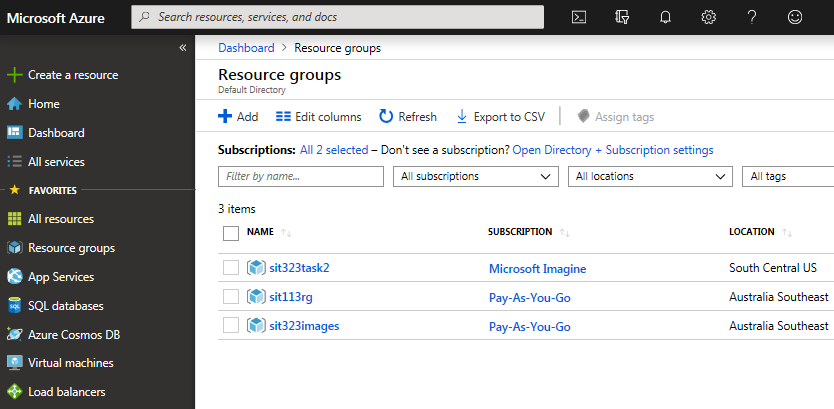 Microsoft Azure
Search resources, services, and docs
Create a resource
Home
Dashboard
All services
FAVORITES
All resources
Resource groups
App Services
SQL databases
Azure Cosmos DB
Virtual machines
Load balancers
Dashboard > Resource groups
Resource groups
Default Directory
Add Edit columns Refresh Export to CSV Assign tags
Subscriptions: All 2 selected – Don't see a subscription? Open Directory + Subscription settings
Filter by name... All subscriptions All locations All tags
3 items
NAME SUBSCRIPTION LOCATION
sit323task2 Microsoft Imagine South Central US
sit113rg Pay-As-You-Go Australia Southeast
sit323images Pay-As-You-Go Australia Southeast